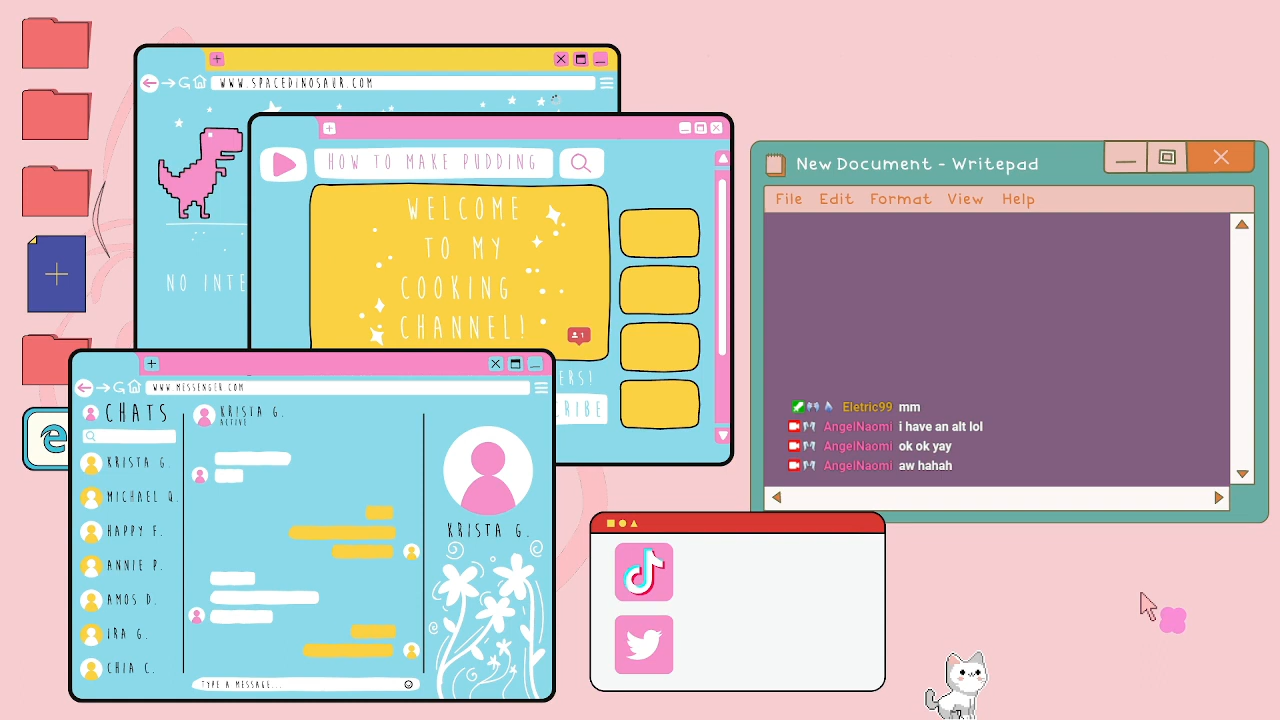 WWW.SPACEDINOSAUR.COM
NO INTE
HOW TO MAKE PUDDING
WELCOME
TO MY
COOKING
CHANNEL!
1
ERS!
RIBE
WWW.MESSENGER.COM
CHATS
KRISTA G.
MICHAEL Q.
HAPPY F.
ANNIE P.
AMOS D.
IRA G.
CHIA C.
KRISTA G.
ACTIVE
TYPE A MESSAGE...
KRISTA G.
New Document - Writepad
File Edit Format View Help
Eletric99 mm
AngelNaomi i have an alt lol
AngelNaomi ok ok yay
AngelNaomi aw hahah
e